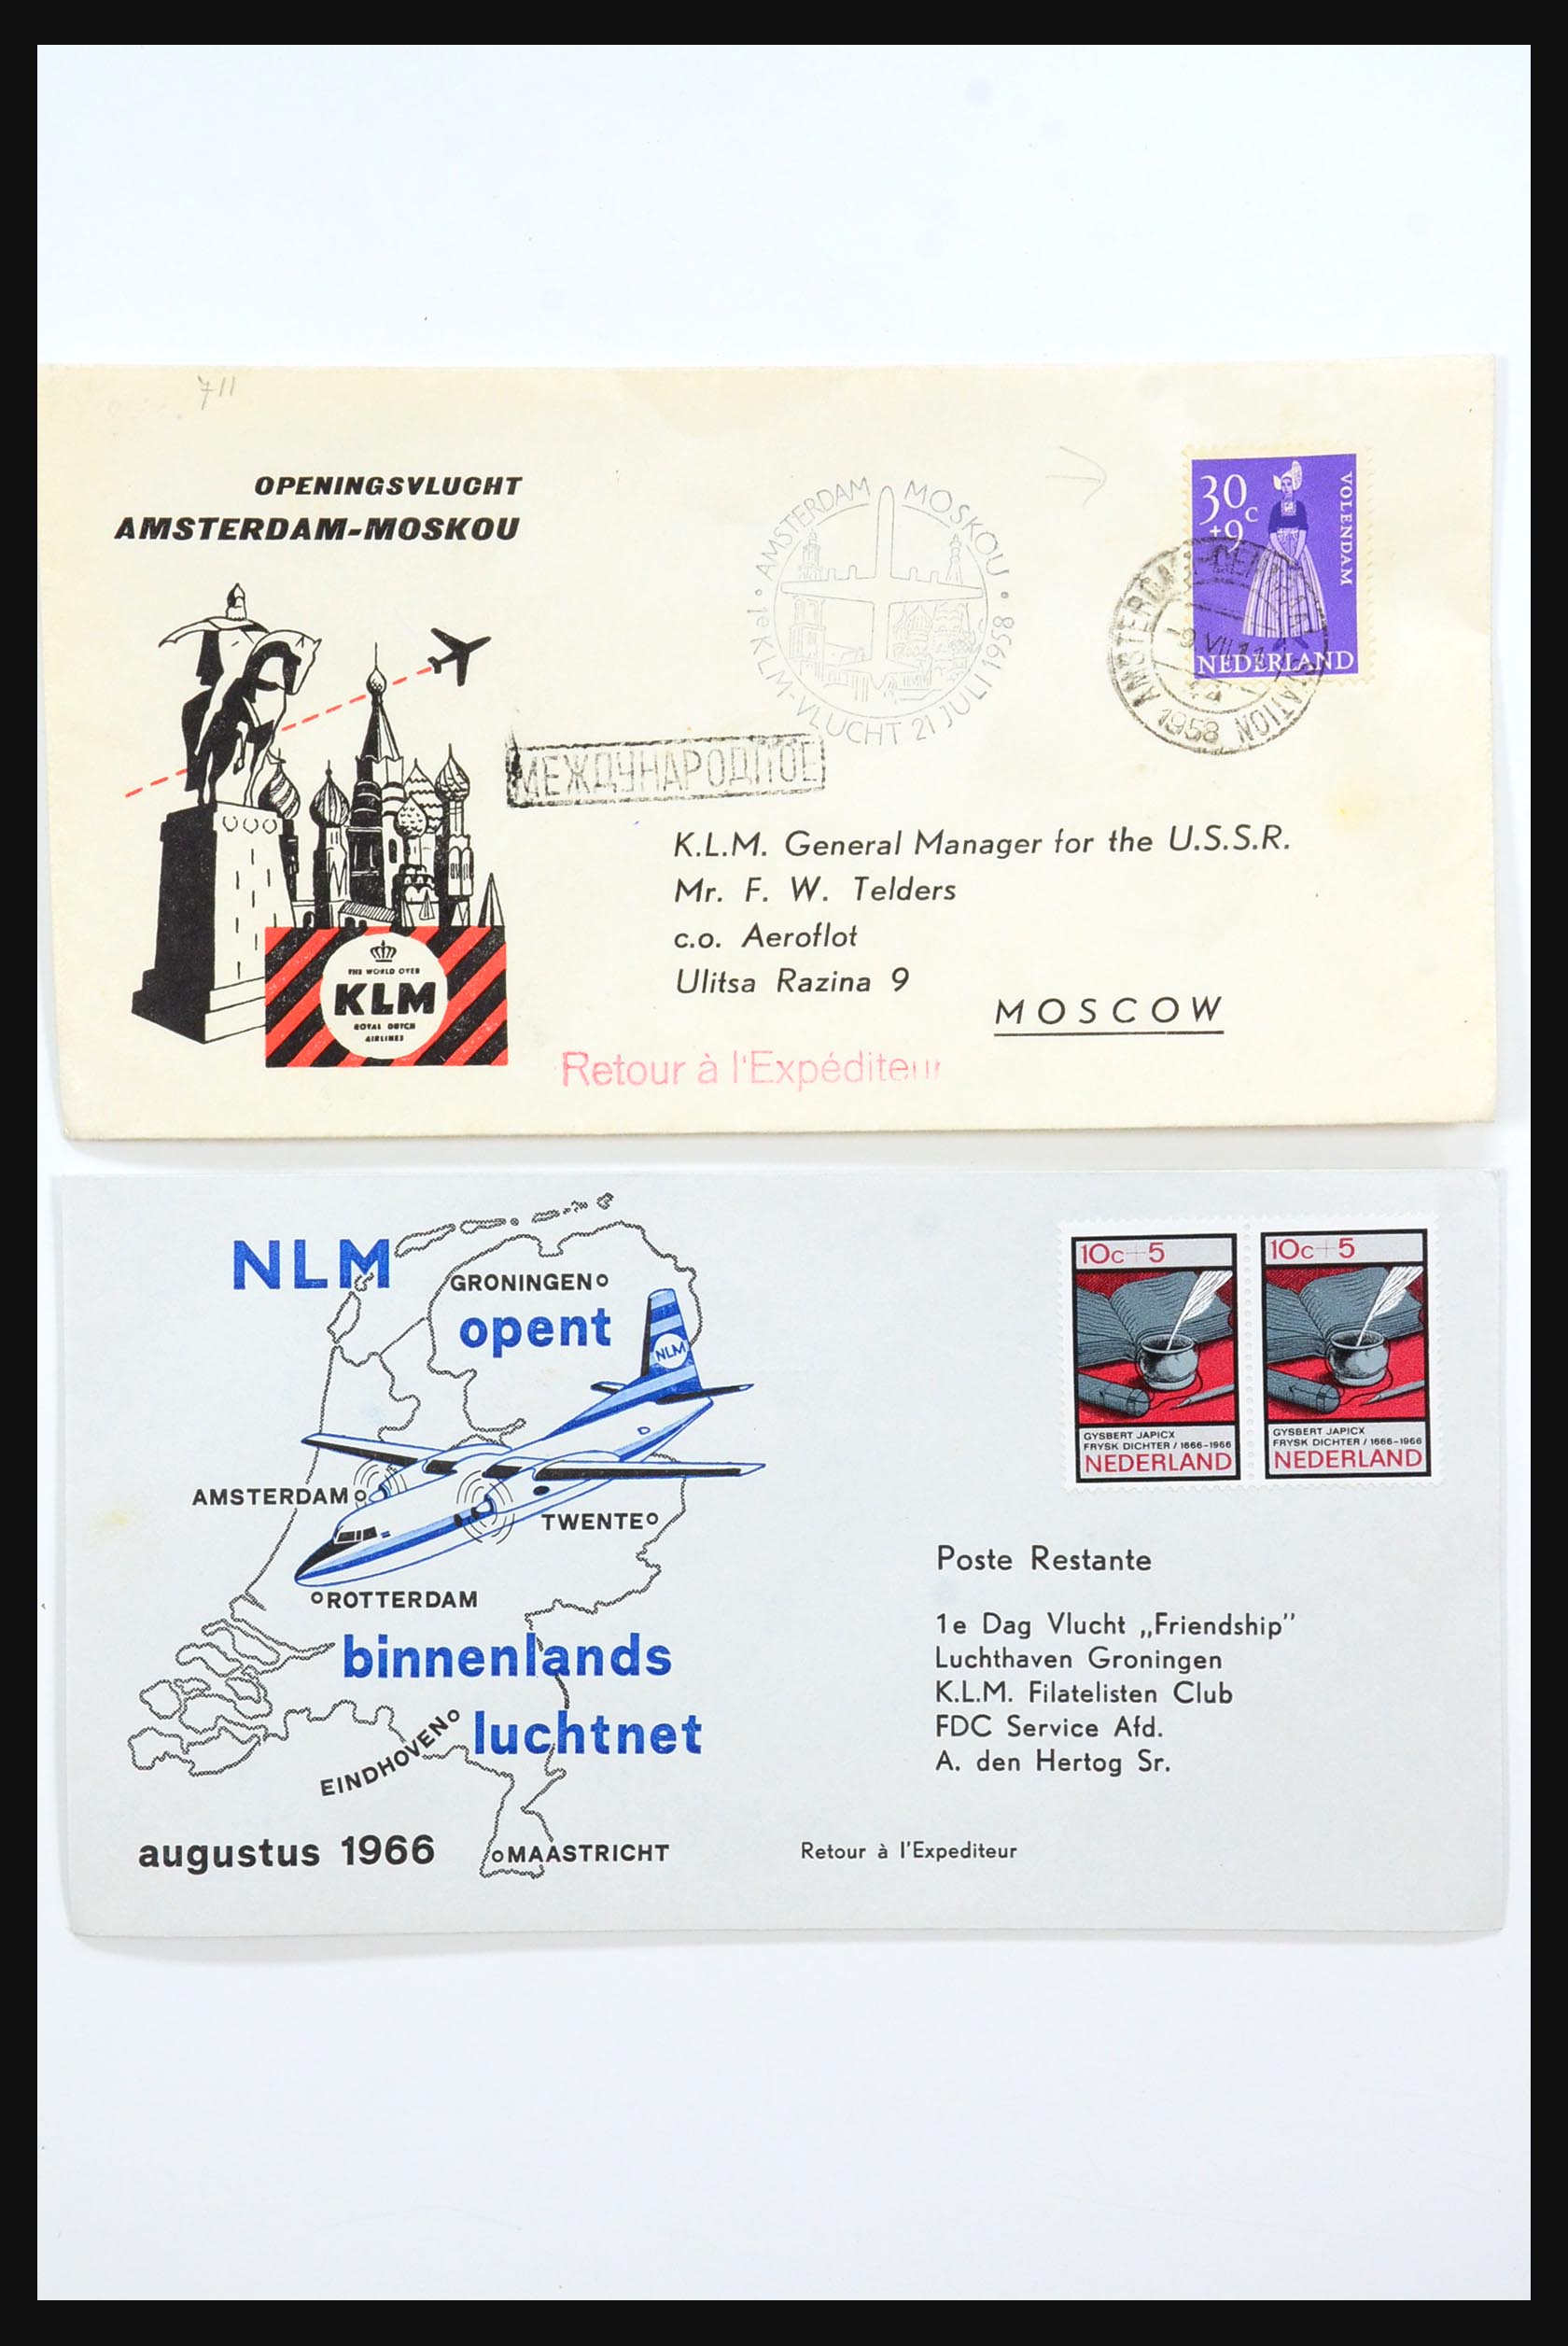 711
OPENINGSVLUCHT
AMSTERDAM-MOSKOU
AMSTERDAM MOSKOU
1e KLM-VLUCHT 21 JULI 1958
30 c
+9
VOLENDAM
NEDERLAND
AMSTERDAM STATION
1958
МЕЖДУНАРОДНОЕ
K.L.M. General Manager for the U.S.S.R.
Mr. F. W. Telders
c.o. Aeroflot
Ulitsa Razina 9
MOSCOW
THE WORLD OVER
KLM
ROYAL DUTCH
AIRLINES
Retour à l'Expéditeur
NLM
GRONINGEN
opent
NLM
AMSTERDAM
TWENTE
ROTTERDAM
binnenlands
luchtnet
EINDHOVEN
augustus 1966
MAASTRICHT
10c+5
GYSBERT JAPICX
FRYSK DICHTER / 1666-1966
NEDERLAND
10c+5
GYSBERT JAPICX
FRYSK DICHTER / 1666-1966
NEDERLAND
Poste Restante
1e Dag Vlucht „Friendship”
Luchthaven Groningen
K.L.M. Filatelisten Club
FDC Service Afd.
A. den Hertog Sr.
Retour à l'Expediteur